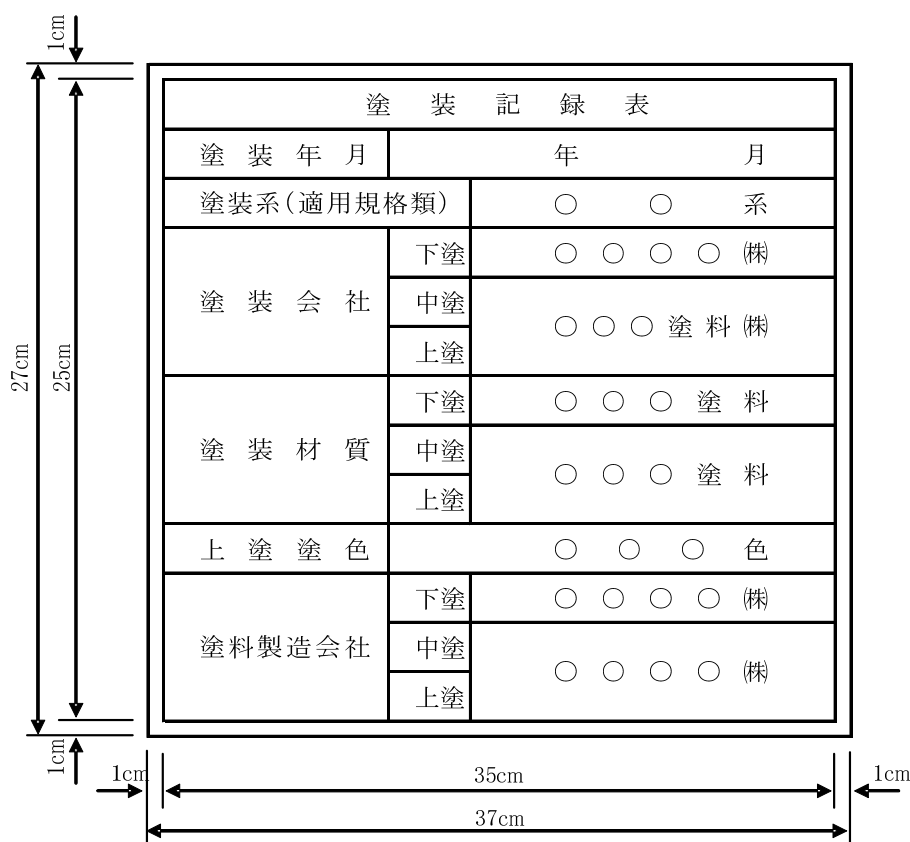 1cm
27cm
25cm
塗装記録表
塗装年月 年 月
塗装系(適用規格類) ○ ○ 系
塗装会社
下塗 ○ ○ ○ ○ ㈱
中塗
上塗
○ ○ ○ 塗 料 ㈱
塗装材質
下塗 ○ ○ ○ 塗 料
中塗
上塗
○ ○ ○ 塗 料
上塗塗色 ○ ○ ○ 色
塗料製造会社
下塗 ○ ○ ○ ○ ㈱
中塗
上塗
○ ○ ○ ○ ㈱
1cm
1cm
35cm
1cm
37cm